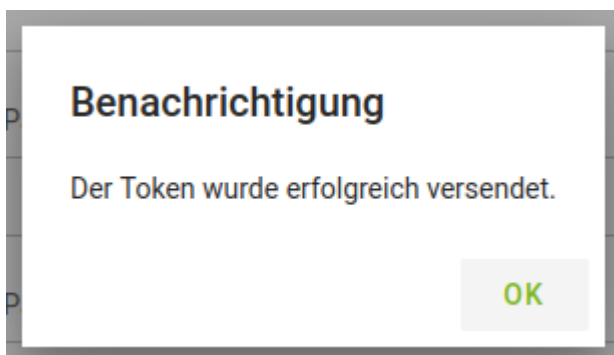 Benachrichtigung
P
Der Token wurde erfolgreich versendet.
OK
P